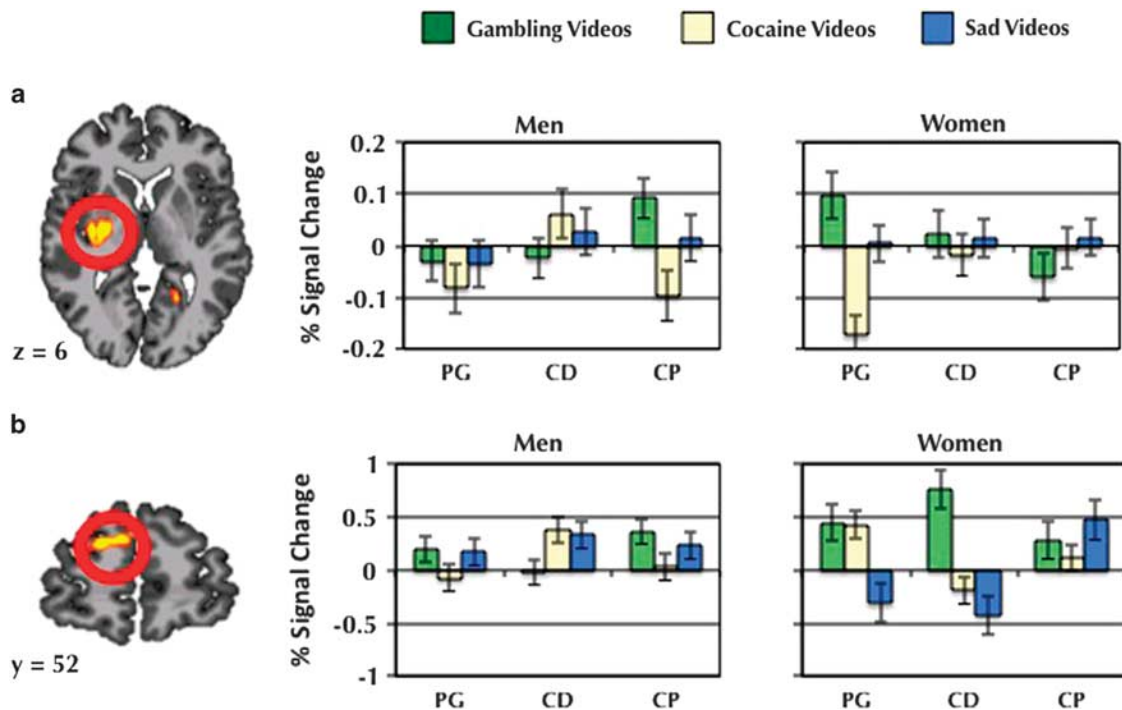 Gambling Videos Cocaine Videos Sad Videos
a
Men Women
% Signal Change
0.2
0.1
0
-0.1
-0.2
z = 6
PG CD CP PG CD CP
b
Men Women
% Signal Change
1
0.5
0
-0.5
-1
y = 52
PG CD CP PG CD CP